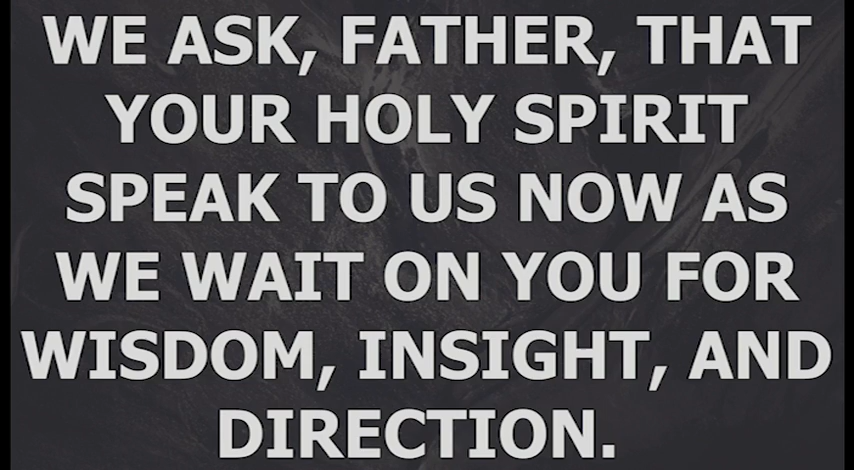 WE ASK, FATHER, THAT
YOUR HOLY SPIRIT
SPEAK TO US NOW AS
WE WAIT ON YOU FOR
WISDOM, INSIGHT, AND
DIRECTION.